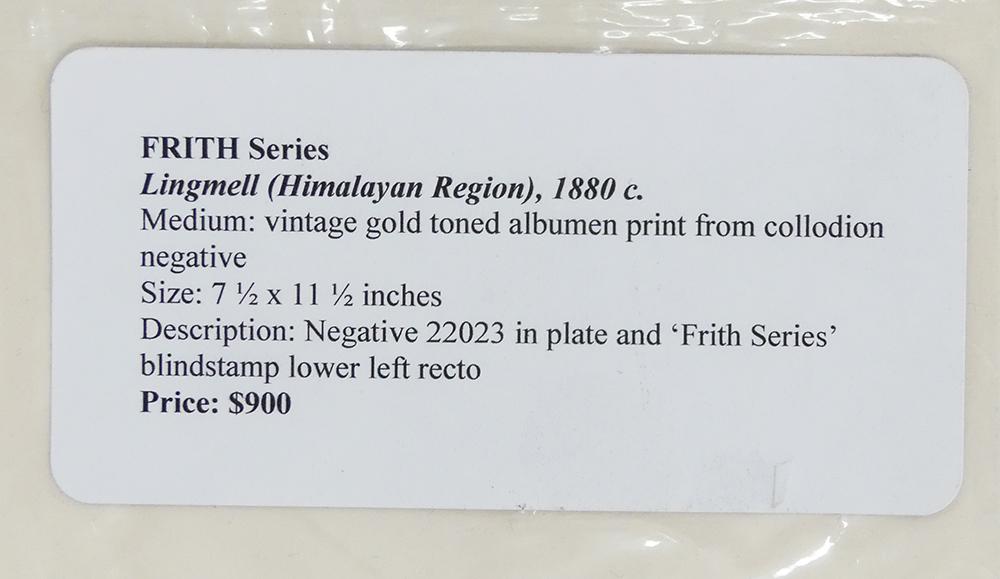 FRITH Series
Lingmell (Himalayan Region), 1880 c.
Medium: vintage gold toned albumen print from collodion
negative
Size: 7 ½ x 11 ½ inches
Description: Negative 22023 in plate and ‘Frith Series’
blindstamp lower left recto
Price: $900